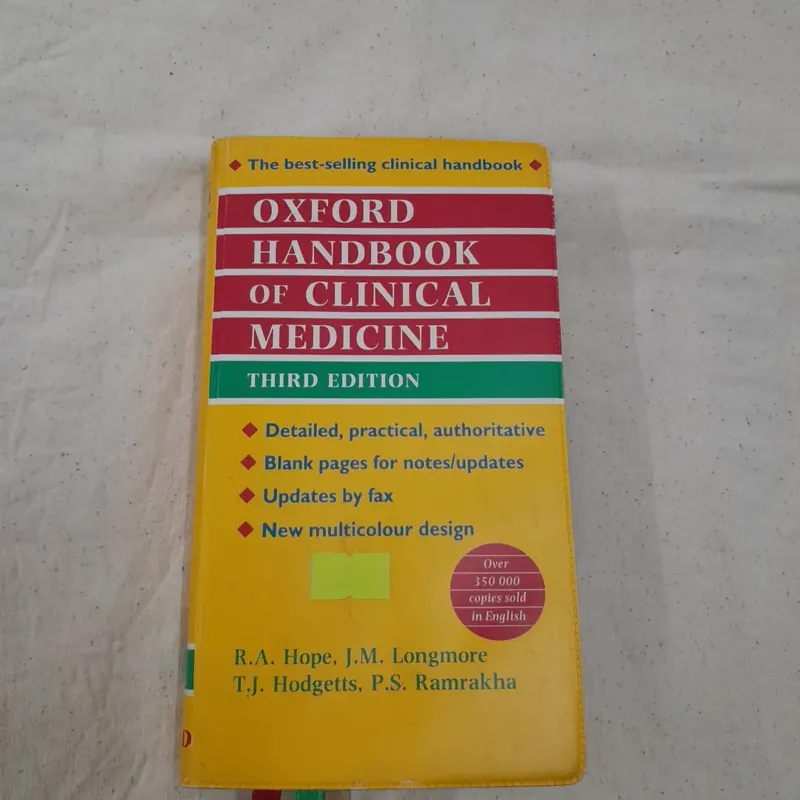 The best-selling clinical handbook
OXFORD
HANDBOOK
OF CLINICAL
MEDICINE
THIRD EDITION
Detailed, practical, authoritative
Blank pages for notes/updates
Updates by fax
New multicolour design
Over
350 000
copies sold
in English
R.A. Hope, J.M. Longmore
T.J. Hodgetts, P.S. Ramrakha
D